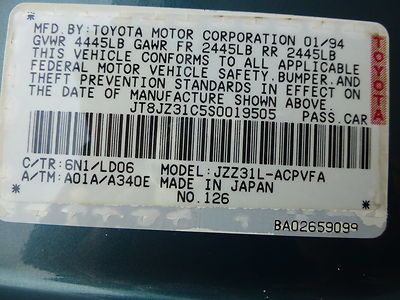 MFD.BY:TOYOTA MOTOR CORPORATION 01/94
GVWR 4445LB GAWR FR 2445LB RR 2445LB
THIS VEHICLE CONFORMS TO ALL APPLICABLE
FEDERAL MOTOR VEHICLE SAFETY.BUMPER.AND
THEFT PREVENTION STANDARDS IN EFFECT ON
THE DATE OF MANUFACTURE SHOWN ABOVE.
JT8JZ31C5S0019505 PASS.CAR
TOYOTA
C/TR:6N1/LD06 MODEL:JZZ31L-ACPVFA
A/TM:A01A/A340E MADE IN JAPAN
NO.126
BA02659099